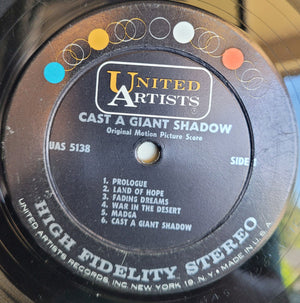 UNITED
ARTISTS
CAST A GIANT SHADOW
Original Motion Picture Score
UAS 5138
SIDE
1. PROLOGUE
2. LAND OF HOPE
3. FADING DREAMS
4. WAR IN THE DESERT
5. MADGA
6. CAST A GIANT SHADOW
HIGH FIDELITY STEREO
UNITED ARTISTS RECORDS, INC. NEW YORK 19, N. Y. • MADE IN U.S.A.